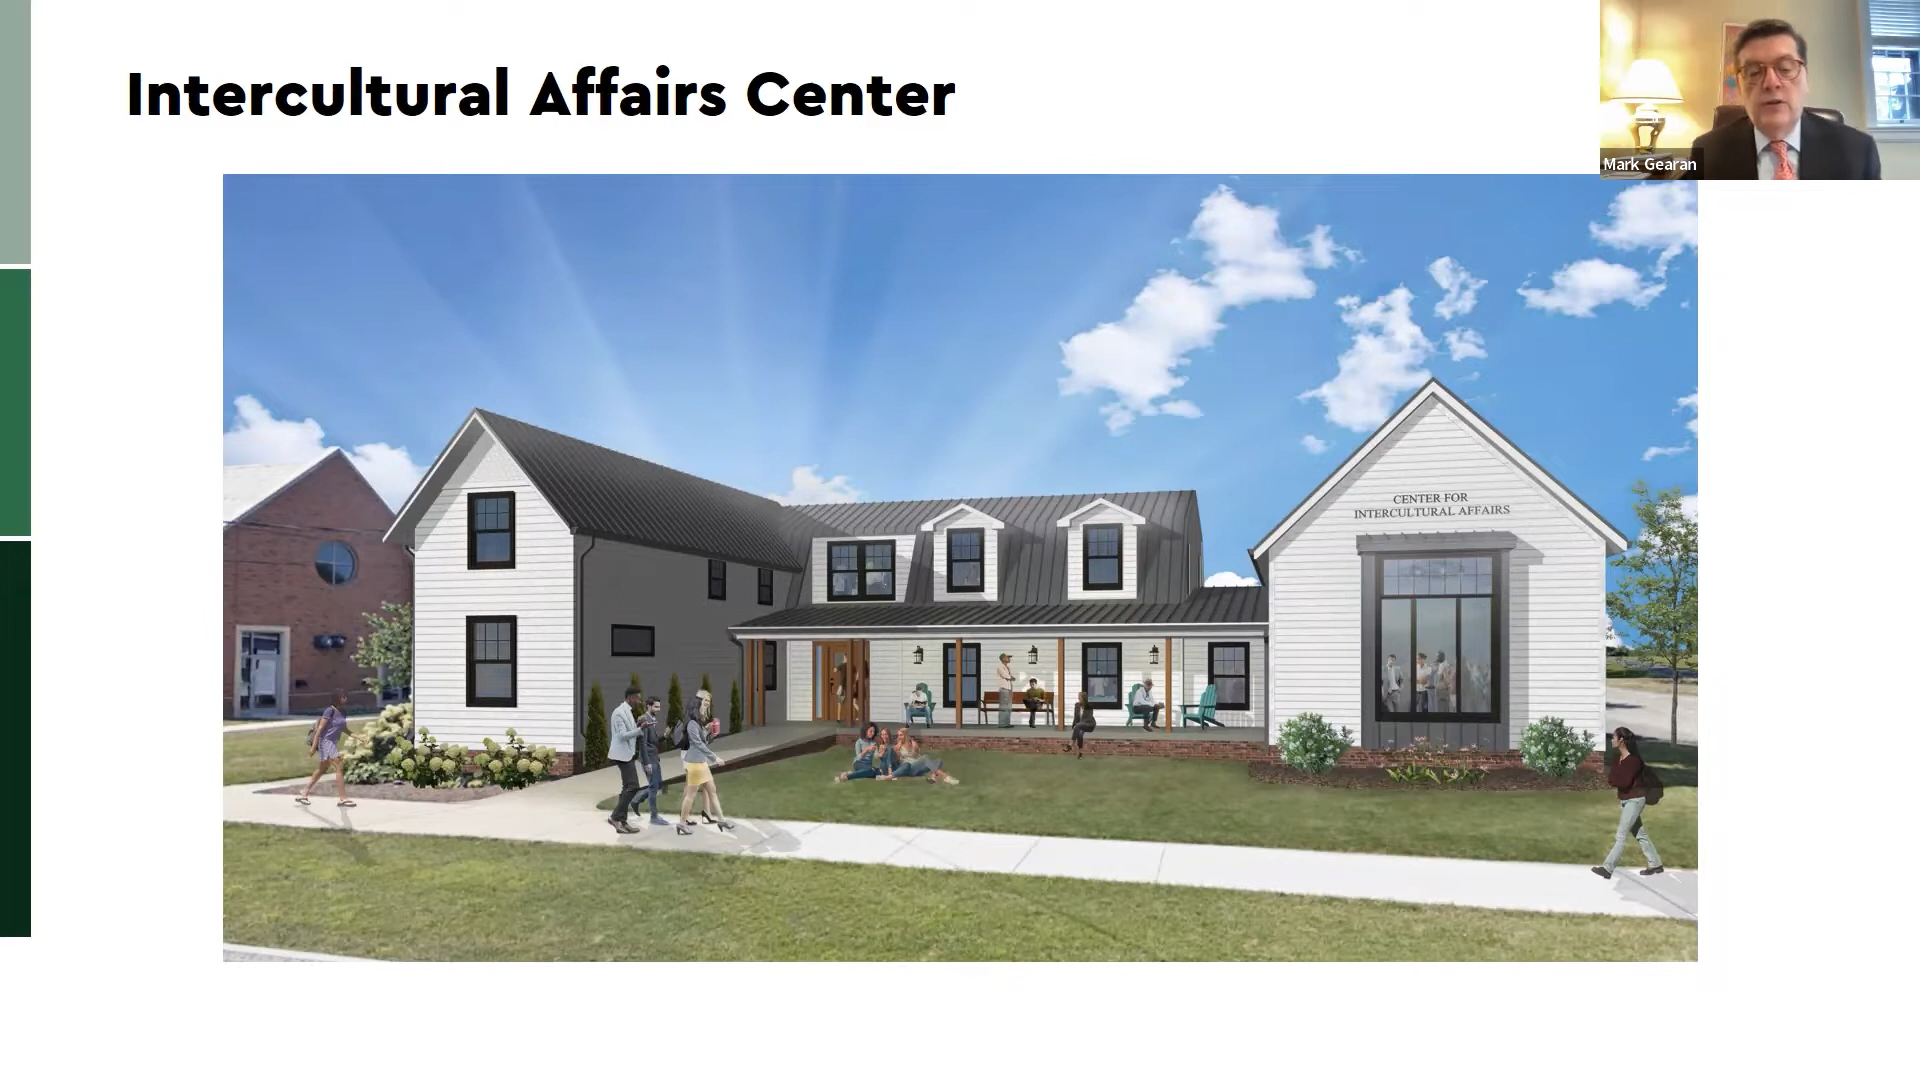 Intercultural Affairs Center
Mark Gearan
CENTER FOR
INTERCULTURAL AFFAIRS